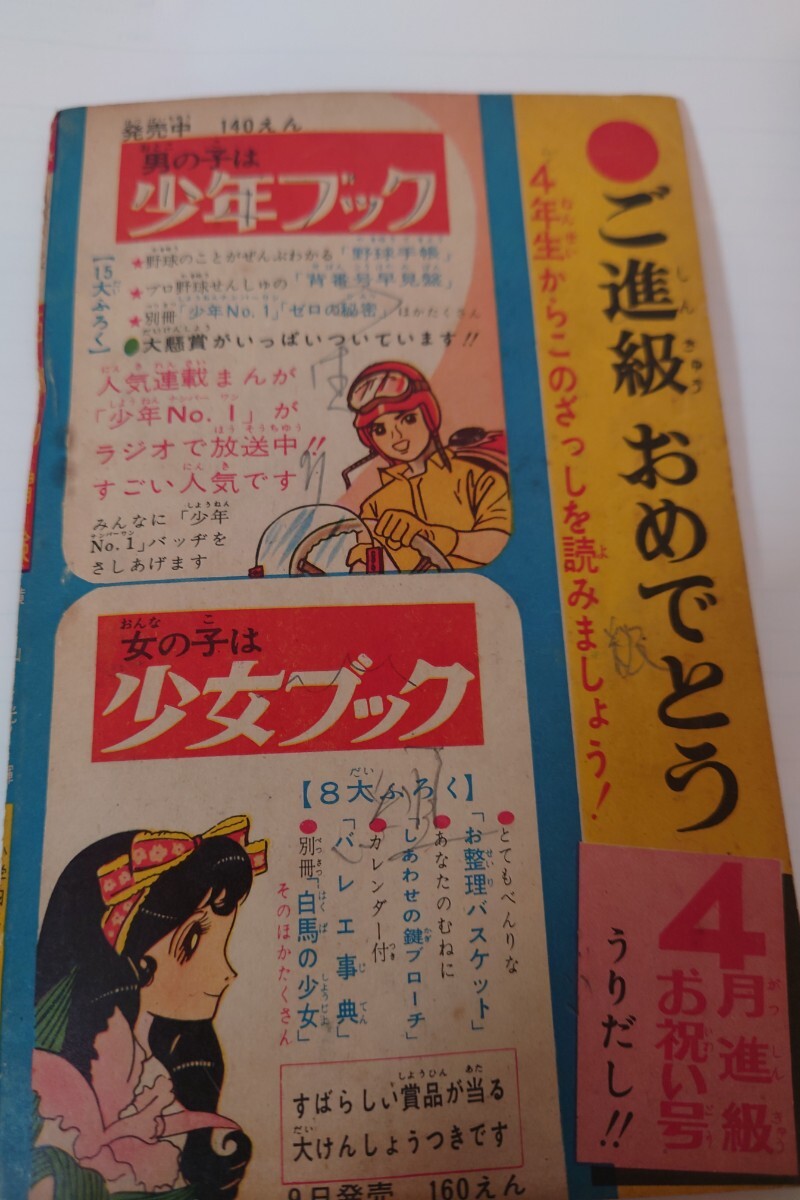 ●ご進級おめでとう
4年生からこのざっしを読みましょう！
4月進級
お祝い号
うりだし!!
発売中 140えん
男の子は
少年ブック
【15大ふろく】
★野球のことがぜんぶわかる「野球手帳」
★プロ野球せんしゅの「背番号早見盤」
★別冊「少年No.1」「ゼロの秘密」ほかたくさん
●大懸賞がいっぱいついています!!
人気連載まんが
「少年No.1」が
ラジオで放送中!!
すごい人気です
みんなに「少年
No.1」バッヂを
さしあげます
女の子は
少女ブック
【8大ふろく】
●とてもべんりな
「お整理バスケット」
●あなたのむねに
「しあわせの鍵ブローチ」
●カレンダー付
「バレエ事典」
●別冊「白馬の少女」
そのほかたくさん
すばらしい賞品が当る
大けんしょうつきです
9日発売 160えん